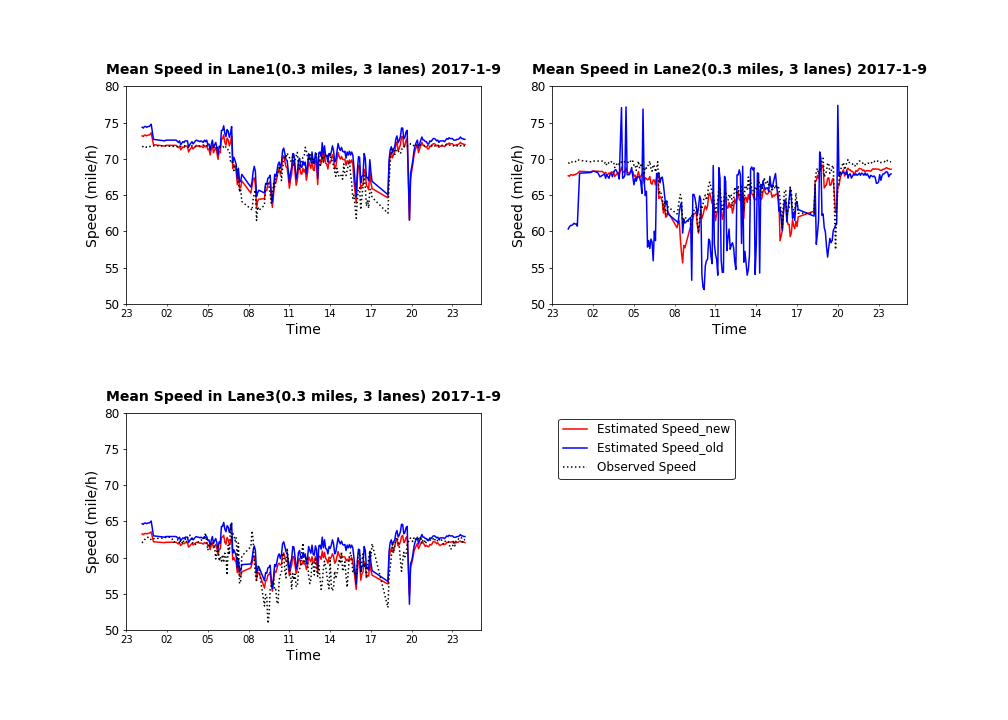 Mean Speed in Lane1(0.3 miles, 3 lanes) 2017-1-9
80
75
70
65
60
55
50
Speed (mile/h)
23 02 05 08 11 14 17 20 23
Time
Mean Speed in Lane2(0.3 miles, 3 lanes) 2017-1-9
80
75
70
65
60
55
50
Speed (mile/h)
23 02 05 08 11 14 17 20 23
Time
Mean Speed in Lane3(0.3 miles, 3 lanes) 2017-1-9
80
75
70
65
60
55
50
Speed (mile/h)
23 02 05 08 11 14 17 20 23
Time
Estimated Speed_new
Estimated Speed_old
Observed Speed